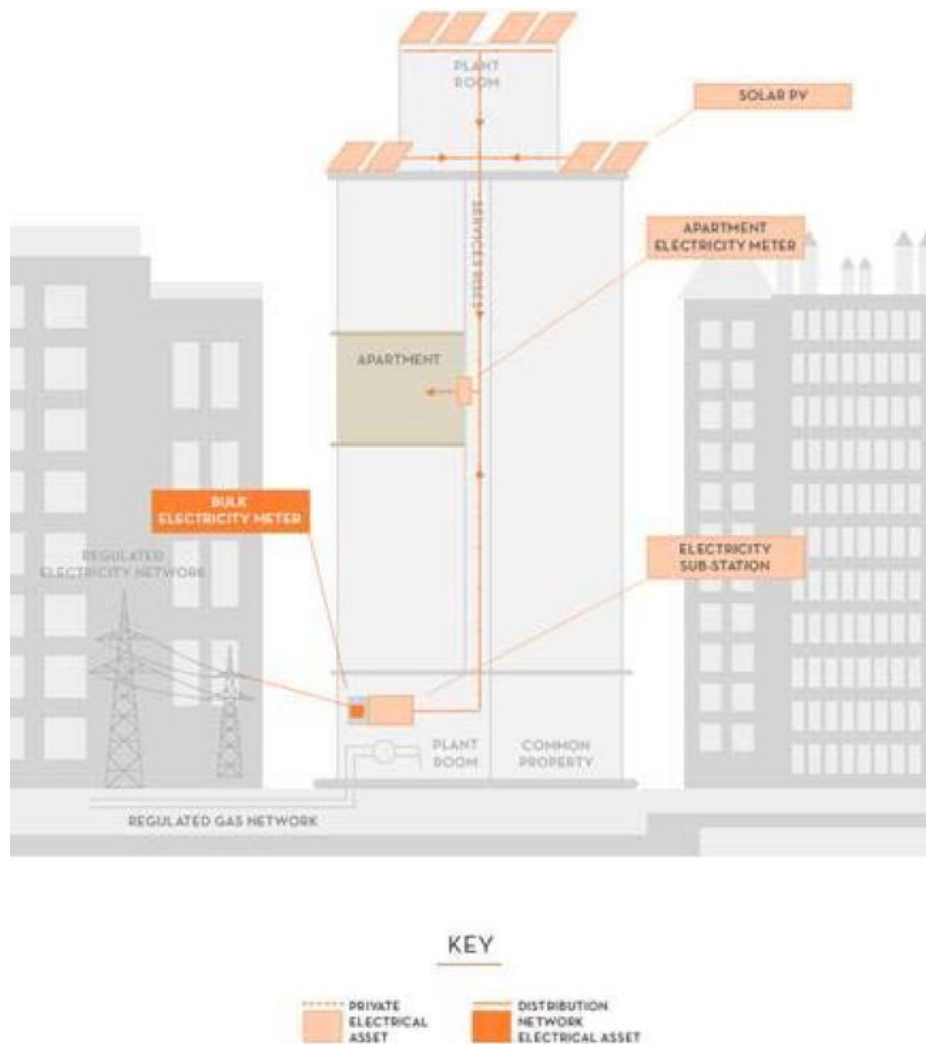 PLANT
ROOM
SOLAR PV
SERVICES RISER
APARTMENT
ELECTRICITY METER
APARTMENT
BULK
ELECTRICITY METER
REGULATED
ELECTRICITY NETWORK
ELECTRICITY
SUB-STATION
PLANT
ROOM
COMMON
PROPERTY
REGULATED GAS NETWORK
KEY
PRIVATE
ELECTRICAL
ASSET
DISTRIBUTION
NETWORK
ELECTRICAL ASSET